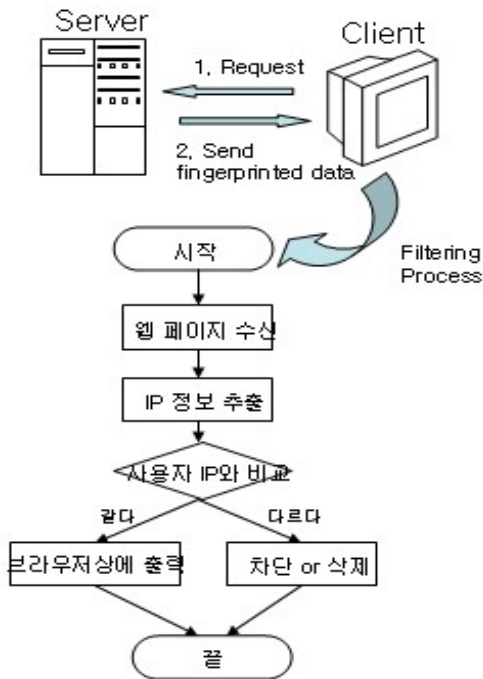 Server
Client
1, Request
2, Send
fingerprinted data
Filtering
Process
시작
웹 페이지 수신
IP 정보 추출
사용자 IP와 비교
같다
다르다
브라우저상에 출력
차단 or 삭제
끝